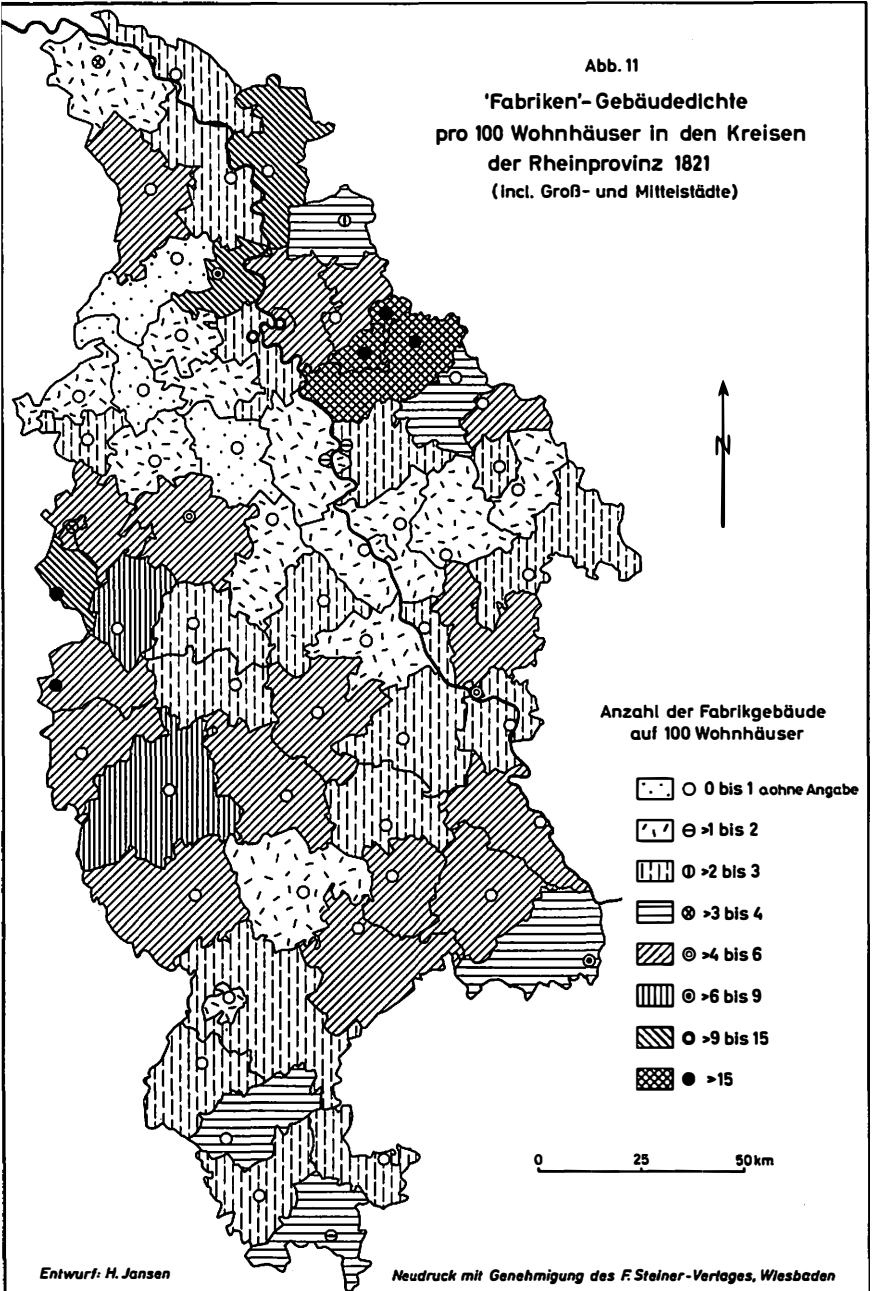 Abb. 11
'Fabriken'-Gebäudedichte
pro 100 Wohnhäuser in den Kreisen
der Rheinprovinz 1821
(incl. Groß- und Mittelstädte)
N
Anzahl der Fabrikgebäude
auf 100 Wohnhäuser
0 bis 1 o.ohne Angabe
>1 bis 2
>2 bis 3
>3 bis 4
>4 bis 6
>6 bis 9
>9 bis 15
>15
0 25 50 km
Entwurf: H. Jansen
Neudruck mit Genehmigung des F. Steiner-Verlages, Wiesbaden